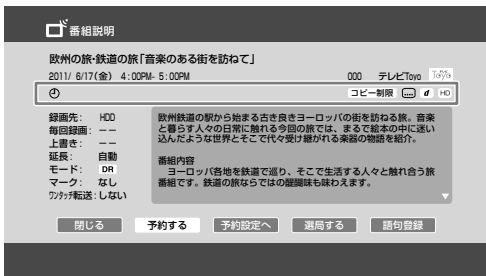 番組説明
欧州の旅・鉄道の旅「音楽のある街を訪ねて」
2011/ 6/17(金) 4:00PM- 5:00PM 000 テレビToyo Toyo
コピー制限 d HD
録画先: HDD
毎回録画: −−
上書き: −−
延長: 自動
モード: DR
マーク: なし
ワンタッチ転送: しない
欧州鉄道の駅から始まる古き良きヨーロッパの街を訪ねる旅。音楽
と暮らす人々の日常に触れる今回の旅では、まるで絵本の中に迷い
込んだような世界とそこで代々受け継がれる楽器の物語を紹介。
番組内容
ヨーロッパ各地を鉄道で巡り、そこで生活する人々と触れ合う旅
番組です。鉄道の旅ならではの醍醐味も味わえます。
閉じる 予約する 予約設定へ 選局する 語句登録